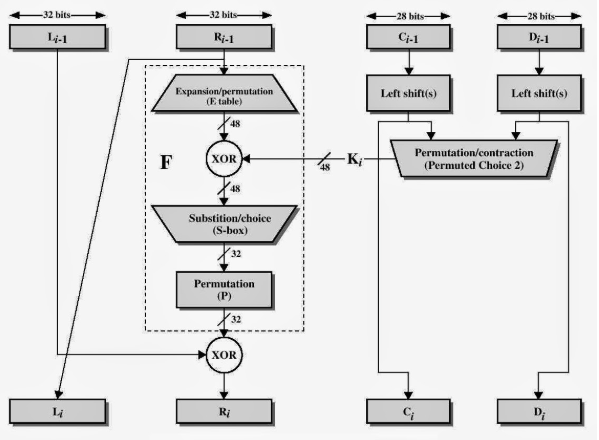 32 bits 32 bits 28 bits 28 bits
Li-1 Ri-1 Ci-1 Di-1
Expansion/permutation
(E table)
Left shift(s) Left shift(s)
48
F XOR 48 Ki
Permutation/contraction
(Permuted Choice 2)
48
Substition/choice
(S-box)
32
Permutation
(P)
32
XOR
Li Ri Ci Di